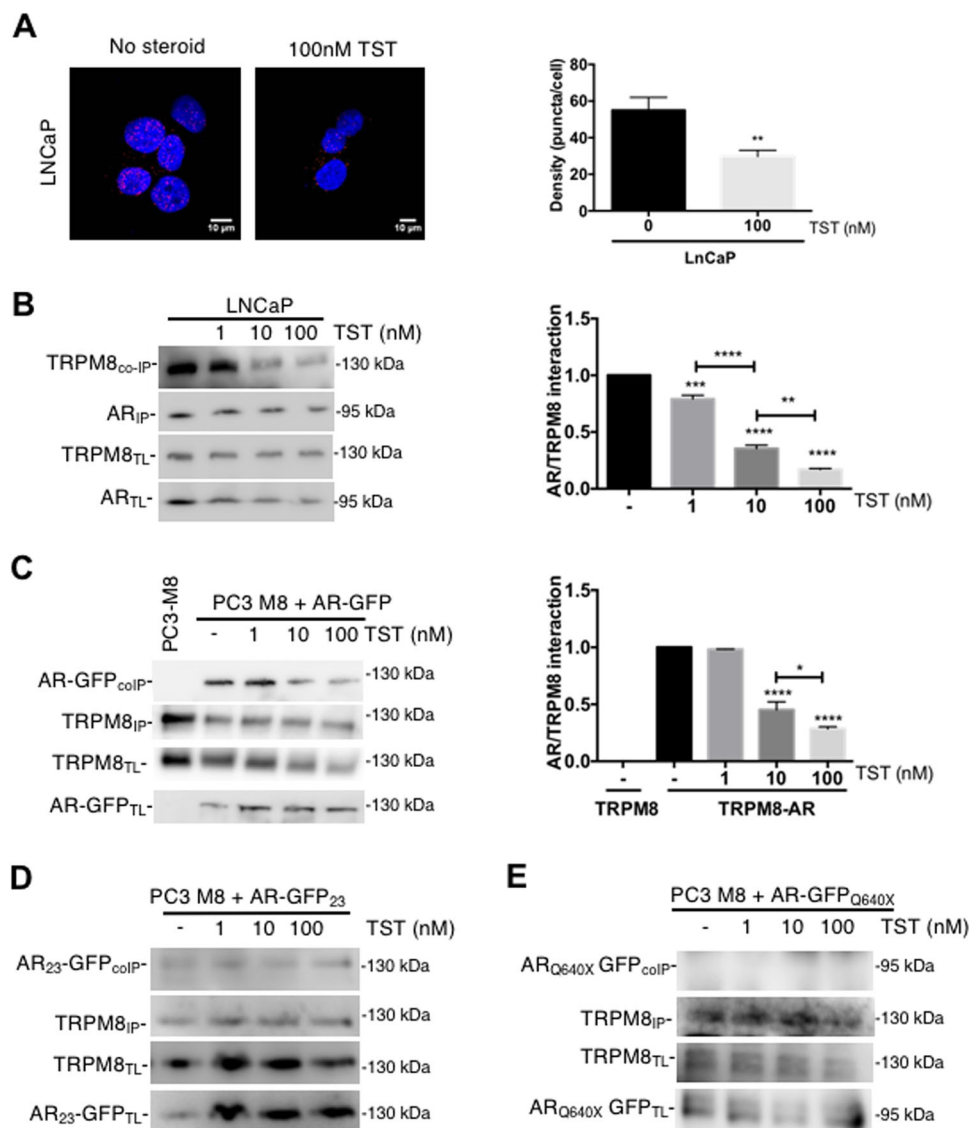 A
No steroid
100nM TST
LNCaP
10 µm
10 µm
Density (puncta/cell)
80
60
40
20
0
**
0
100
TST (nM)
LnCaP
B
LNCaP
1 10 100 TST (nM)
TRPM8co-IP- -130 kDa
ARIP- -95 kDa
TRPM8TL- -130 kDa
ARTL- -95 kDa
AR/TRPM8 interaction
1.5
1.0
0.5
0.0
***
****
****
**
****
- 1 10 100 TST (nM)
C
PC3-M8
PC3 M8 + AR-GFP
- 1 10 100 TST (nM)
AR-GFPcoIP- -130 kDa
TRPM8IP- -130 kDa
TRPM8TL- -130 kDa
AR-GFPTL- -130 kDa
AR/TRPM8 interaction
1.5
1.0
0.5
0.0
****
*
****
- - 1 10 100 TST (nM)
TRPM8 TRPM8-AR
D
PC3 M8 + AR-GFP23
- 1 10 100 TST (nM)
AR23-GFPcoIP- -130 kDa
TRPM8IP- -130 kDa
TRPM8TL- -130 kDa
AR23-GFPTL- -130 kDa
E
PC3 M8 + AR-GFPQ640X
- 1 10 100 TST (nM)
ARQ640X GFPcoIP- -95 kDa
TRPM8IP- -130 kDa
TRPM8TL- -130 kDa
ARQ640X GFPTL- -95 kDa